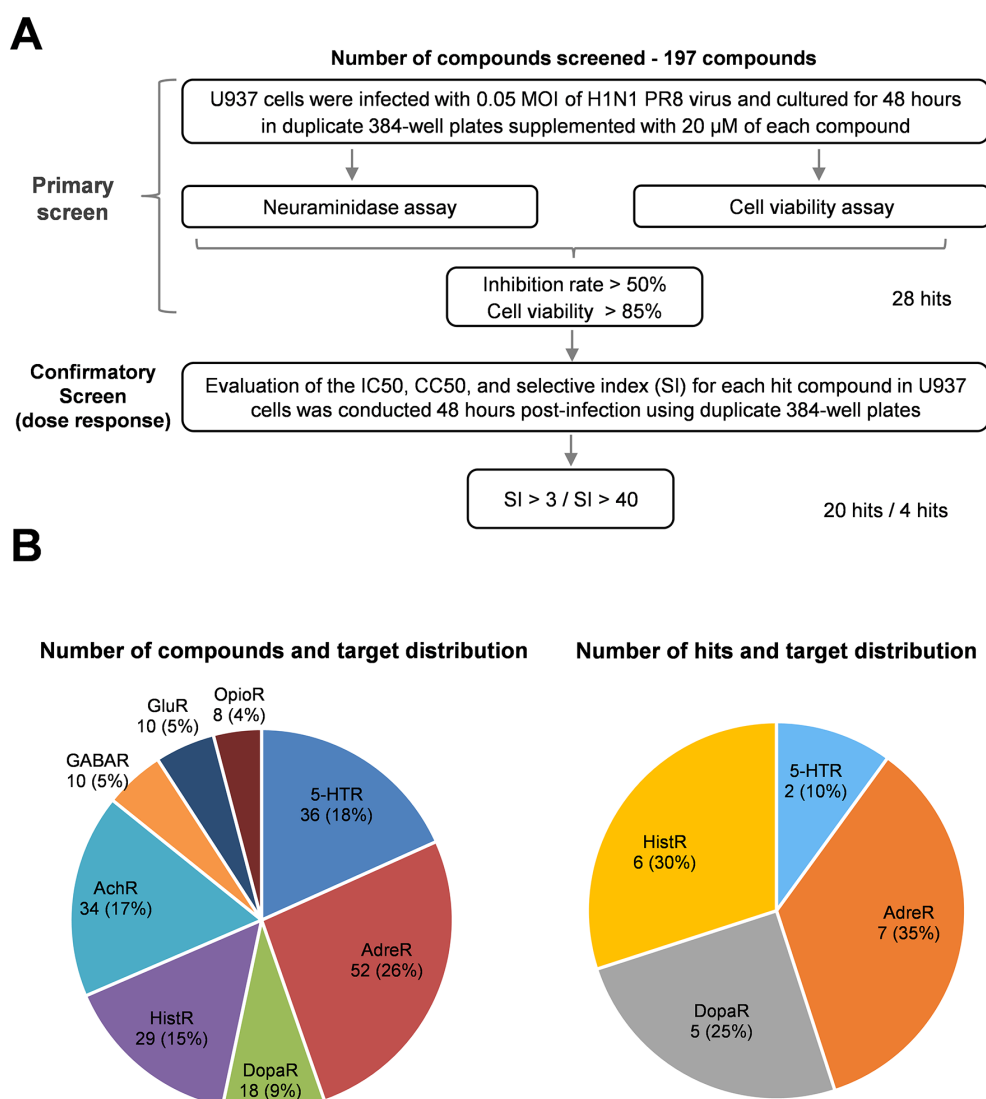 A
Number of compounds screened - 197 compounds
U937 cells were infected with 0.05 MOI of H1N1 PR8 virus and cultured for 48 hours
in duplicate 384-well plates supplemented with 20 µM of each compound
Primary
screen
Neuraminidase assay
Cell viability assay
Inhibition rate > 50%
Cell viability > 85%
28 hits
Confirmatory
Screen
(dose response)
Evaluation of the IC50, CC50, and selective index (SI) for each hit compound in U937
cells was conducted 48 hours post-infection using duplicate 384-well plates
SI > 3 / SI > 40
20 hits / 4 hits
B
Number of compounds and target distribution
OpioR
8 (4%)
GluR
10 (5%)
GABAR
10 (5%)
5-HTR
36 (18%)
AchR
34 (17%)
AdreR
52 (26%)
HistR
29 (15%)
DopaR
18 (9%)
Number of hits and target distribution
5-HTR
2 (10%)
HistR
6 (30%)
AdreR
7 (35%)
DopaR
5 (25%)